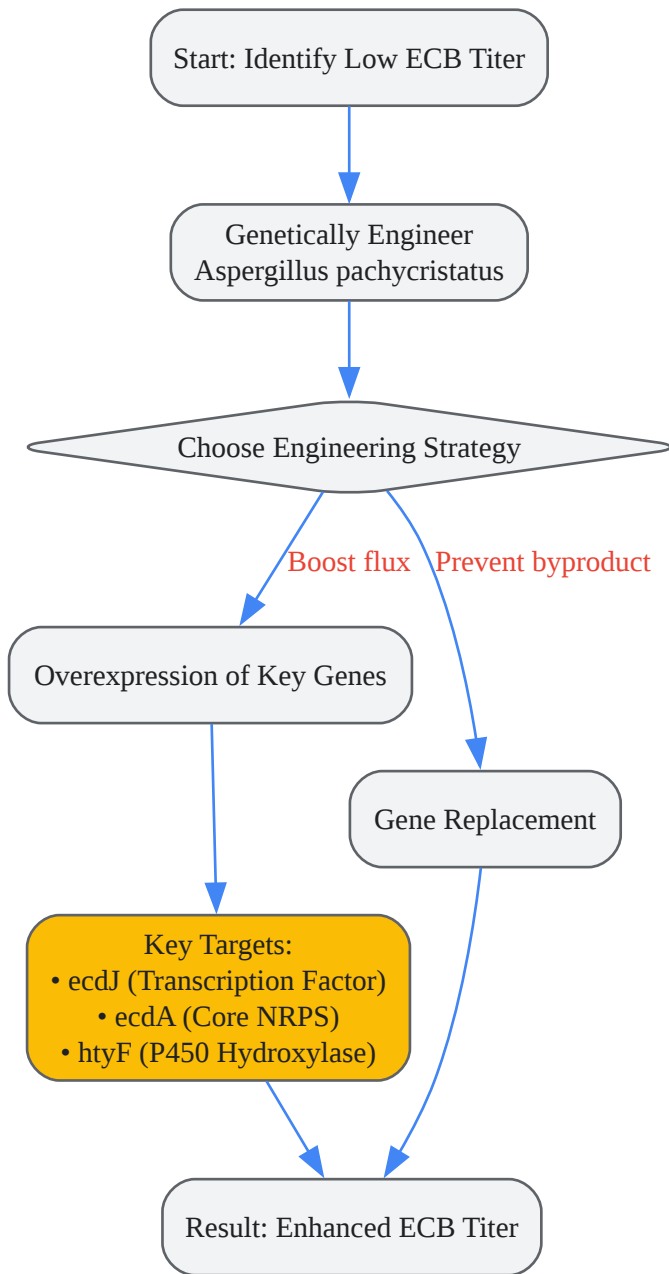 Start: Identify Low ECB Titer
Genetically Engineer
Aspergillus pachycristatus
Choose Engineering Strategy
Boost flux
Prevent byproduct
Overexpression of Key Genes
Gene Replacement
Key Targets:
• ecdJ (Transcription Factor)
• ecdA (Core NRPS)
• htyF (P450 Hydroxylase)
Result: Enhanced ECB Titer